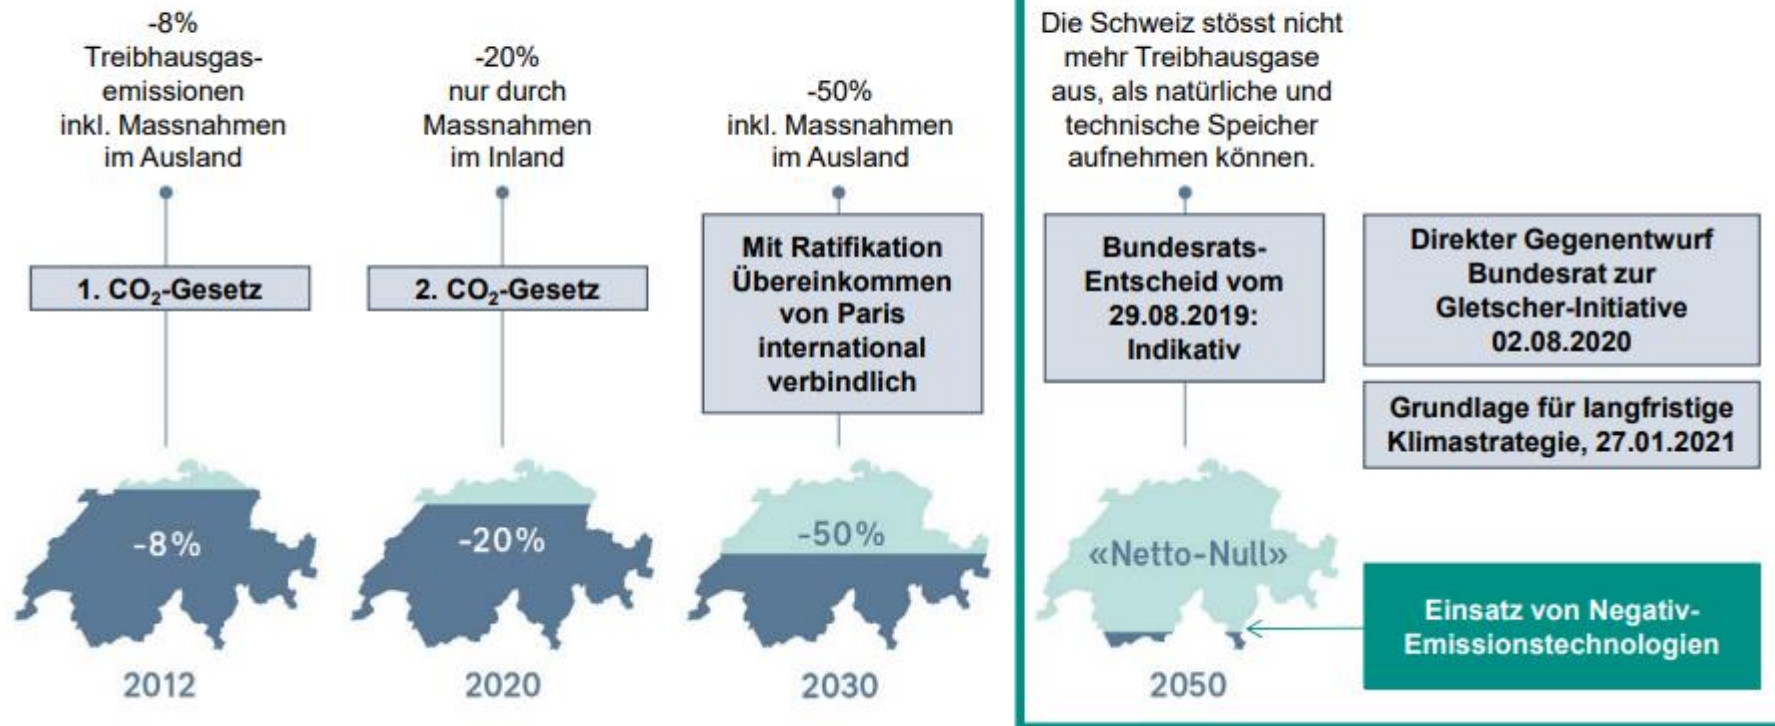 -8%
Treibhausgas-
emissionen
inkl. Massnahmen
im Ausland
1. CO₂-Gesetz
-8%
2012
-20%
nur durch
Massnahmen
im Inland
2. CO₂-Gesetz
-20%
2020
-50%
inkl. Massnahmen
im Ausland
Mit Ratifikation
Übereinkommen
von Paris
international
verbindlich
-50%
2030
Die Schweiz stösst nicht
mehr Treibhausgase
aus, als natürliche und
technische Speicher
aufnehmen können.
Bundesrats-
Entscheid vom
29.08.2019:
Indikativ
«Netto-Null»
2050
Direkter Gegenentwurf
Bundesrat zur
Gletscher-Initiative
02.08.2020
Grundlage für langfristige
Klimastrategie, 27.01.2021
Einsatz von Negativ-
Emissionstechnologien